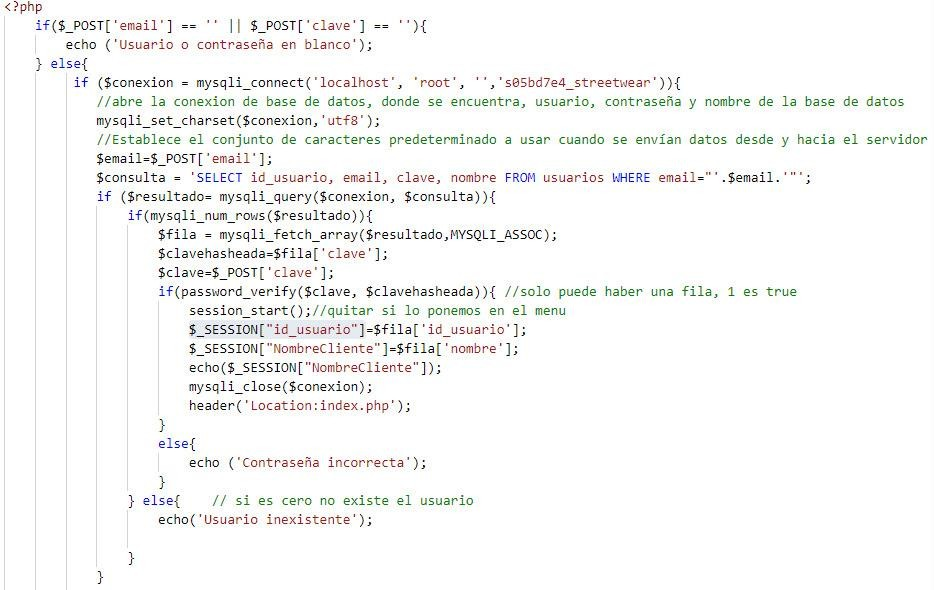 <?php
if($_POST['email'] == '' || $_POST['clave'] == ''){
echo ('Usuario o contraseña en blanco');
} else{
if ($conexion = mysqli_connect('localhost', 'root', '','s05bd7e4_streetwear')){
//abre la conexion de base de datos, donde se encuentra, usuario, contraseña y nombre de la base de datos
mysqli_set_charset($conexion,'utf8');
//Establece el conjunto de caracteres predeterminado a usar cuando se envían datos desde y hacia el servidor
$email=$_POST['email'];
$consulta = 'SELECT id_usuario, email, clave, nombre FROM usuarios WHERE email="'.$email.'"';
if ($resultado= mysqli_query($conexion, $consulta)){
if(mysqli_num_rows($resultado)){
$fila = mysqli_fetch_array($resultado,MYSQLI_ASSOC);
$clavehasheada=$fila['clave'];
$clave=$_POST['clave'];
if(password_verify($clave, $clavehasheada)){ //solo puede haber una fila, 1 es true
session_start();//quitar si lo ponemos en el menu
$_SESSION["id_usuario"]=$fila['id_usuario'];
$_SESSION["NombreCliente"]=$fila['nombre'];
echo($_SESSION["NombreCliente"]);
mysqli_close($conexion);
header('Location:index.php');
}
else{
echo ('Contraseña incorrecta');
}
} else{ // si es cero no existe el usuario
echo('Usuario inexistente');
}
}